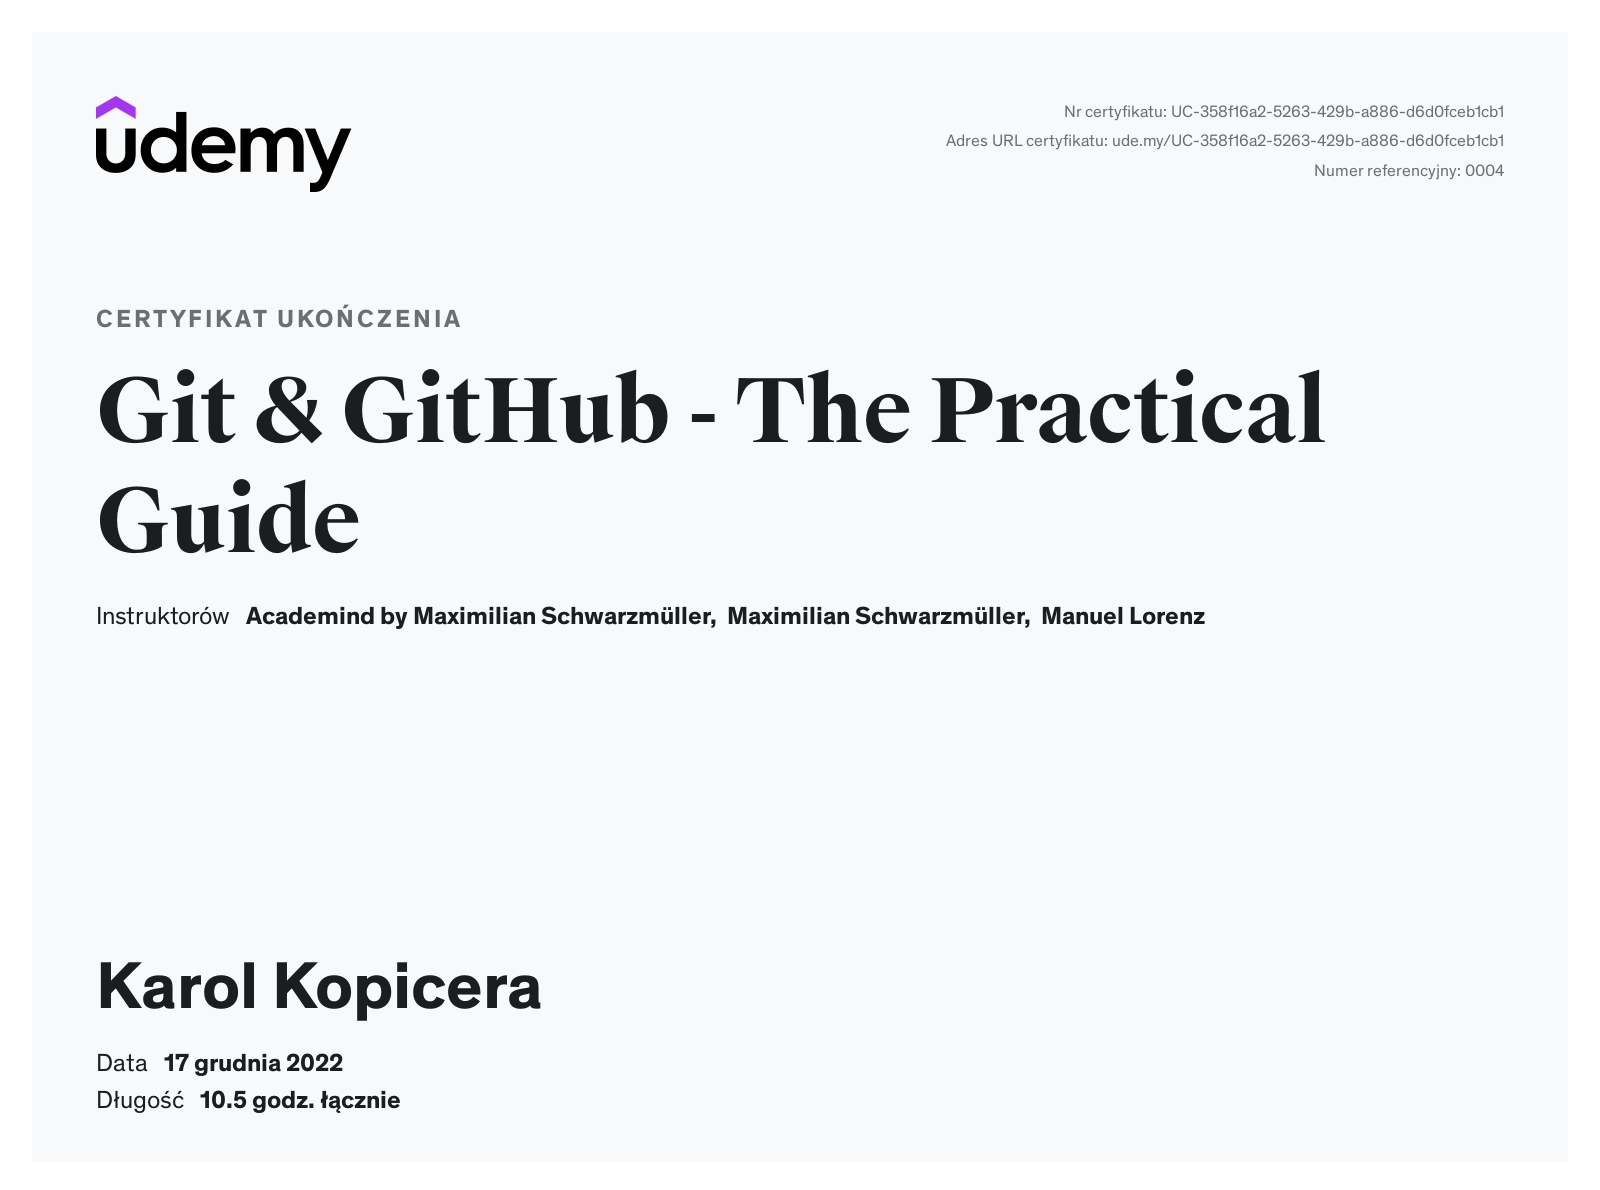 udemy
Nr certyfikatu: UC-358f16a2-5263-429b-a886-d6d0fceb1cb1
Adres URL certyfikatu: ude.my/UC-358f16a2-5263-429b-a886-d6d0fceb1cb1
Numer referencyjny: 0004
CERTYFIKAT UKOŃCZENIA
Git & GitHub - The Practical
Guide
Instruktorów Academind by Maximilian Schwarzmüller, Maximilian Schwarzmüller, Manuel Lorenz
Karol Kopicera
Data 17 grudnia 2022
Długość 10.5 godz. łącznie